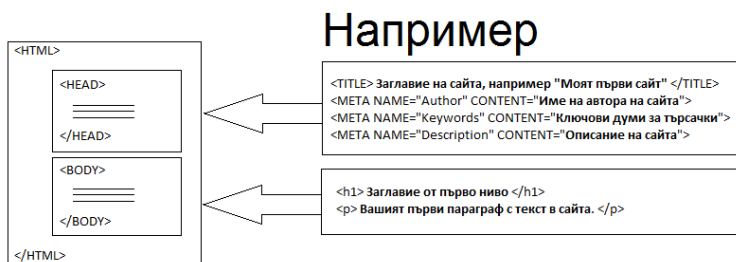 Например
<HTML>
<HEAD>
</HEAD>
<BODY>
</BODY>
</HTML>
<TITLE> Заглавие на сайта, например "Моят първи сайт" </TITLE>
<META NAME="Author" CONTENT="Име на автора на сайта">
<META NAME="Keywords" CONTENT="Ключови думи за търсачки">
<META NAME="Description" CONTENT="Описание на сайта">
<h1> Заглавие от първо ниво </h1>
<p> Вашият първи параграф с текст в сайта. </p>